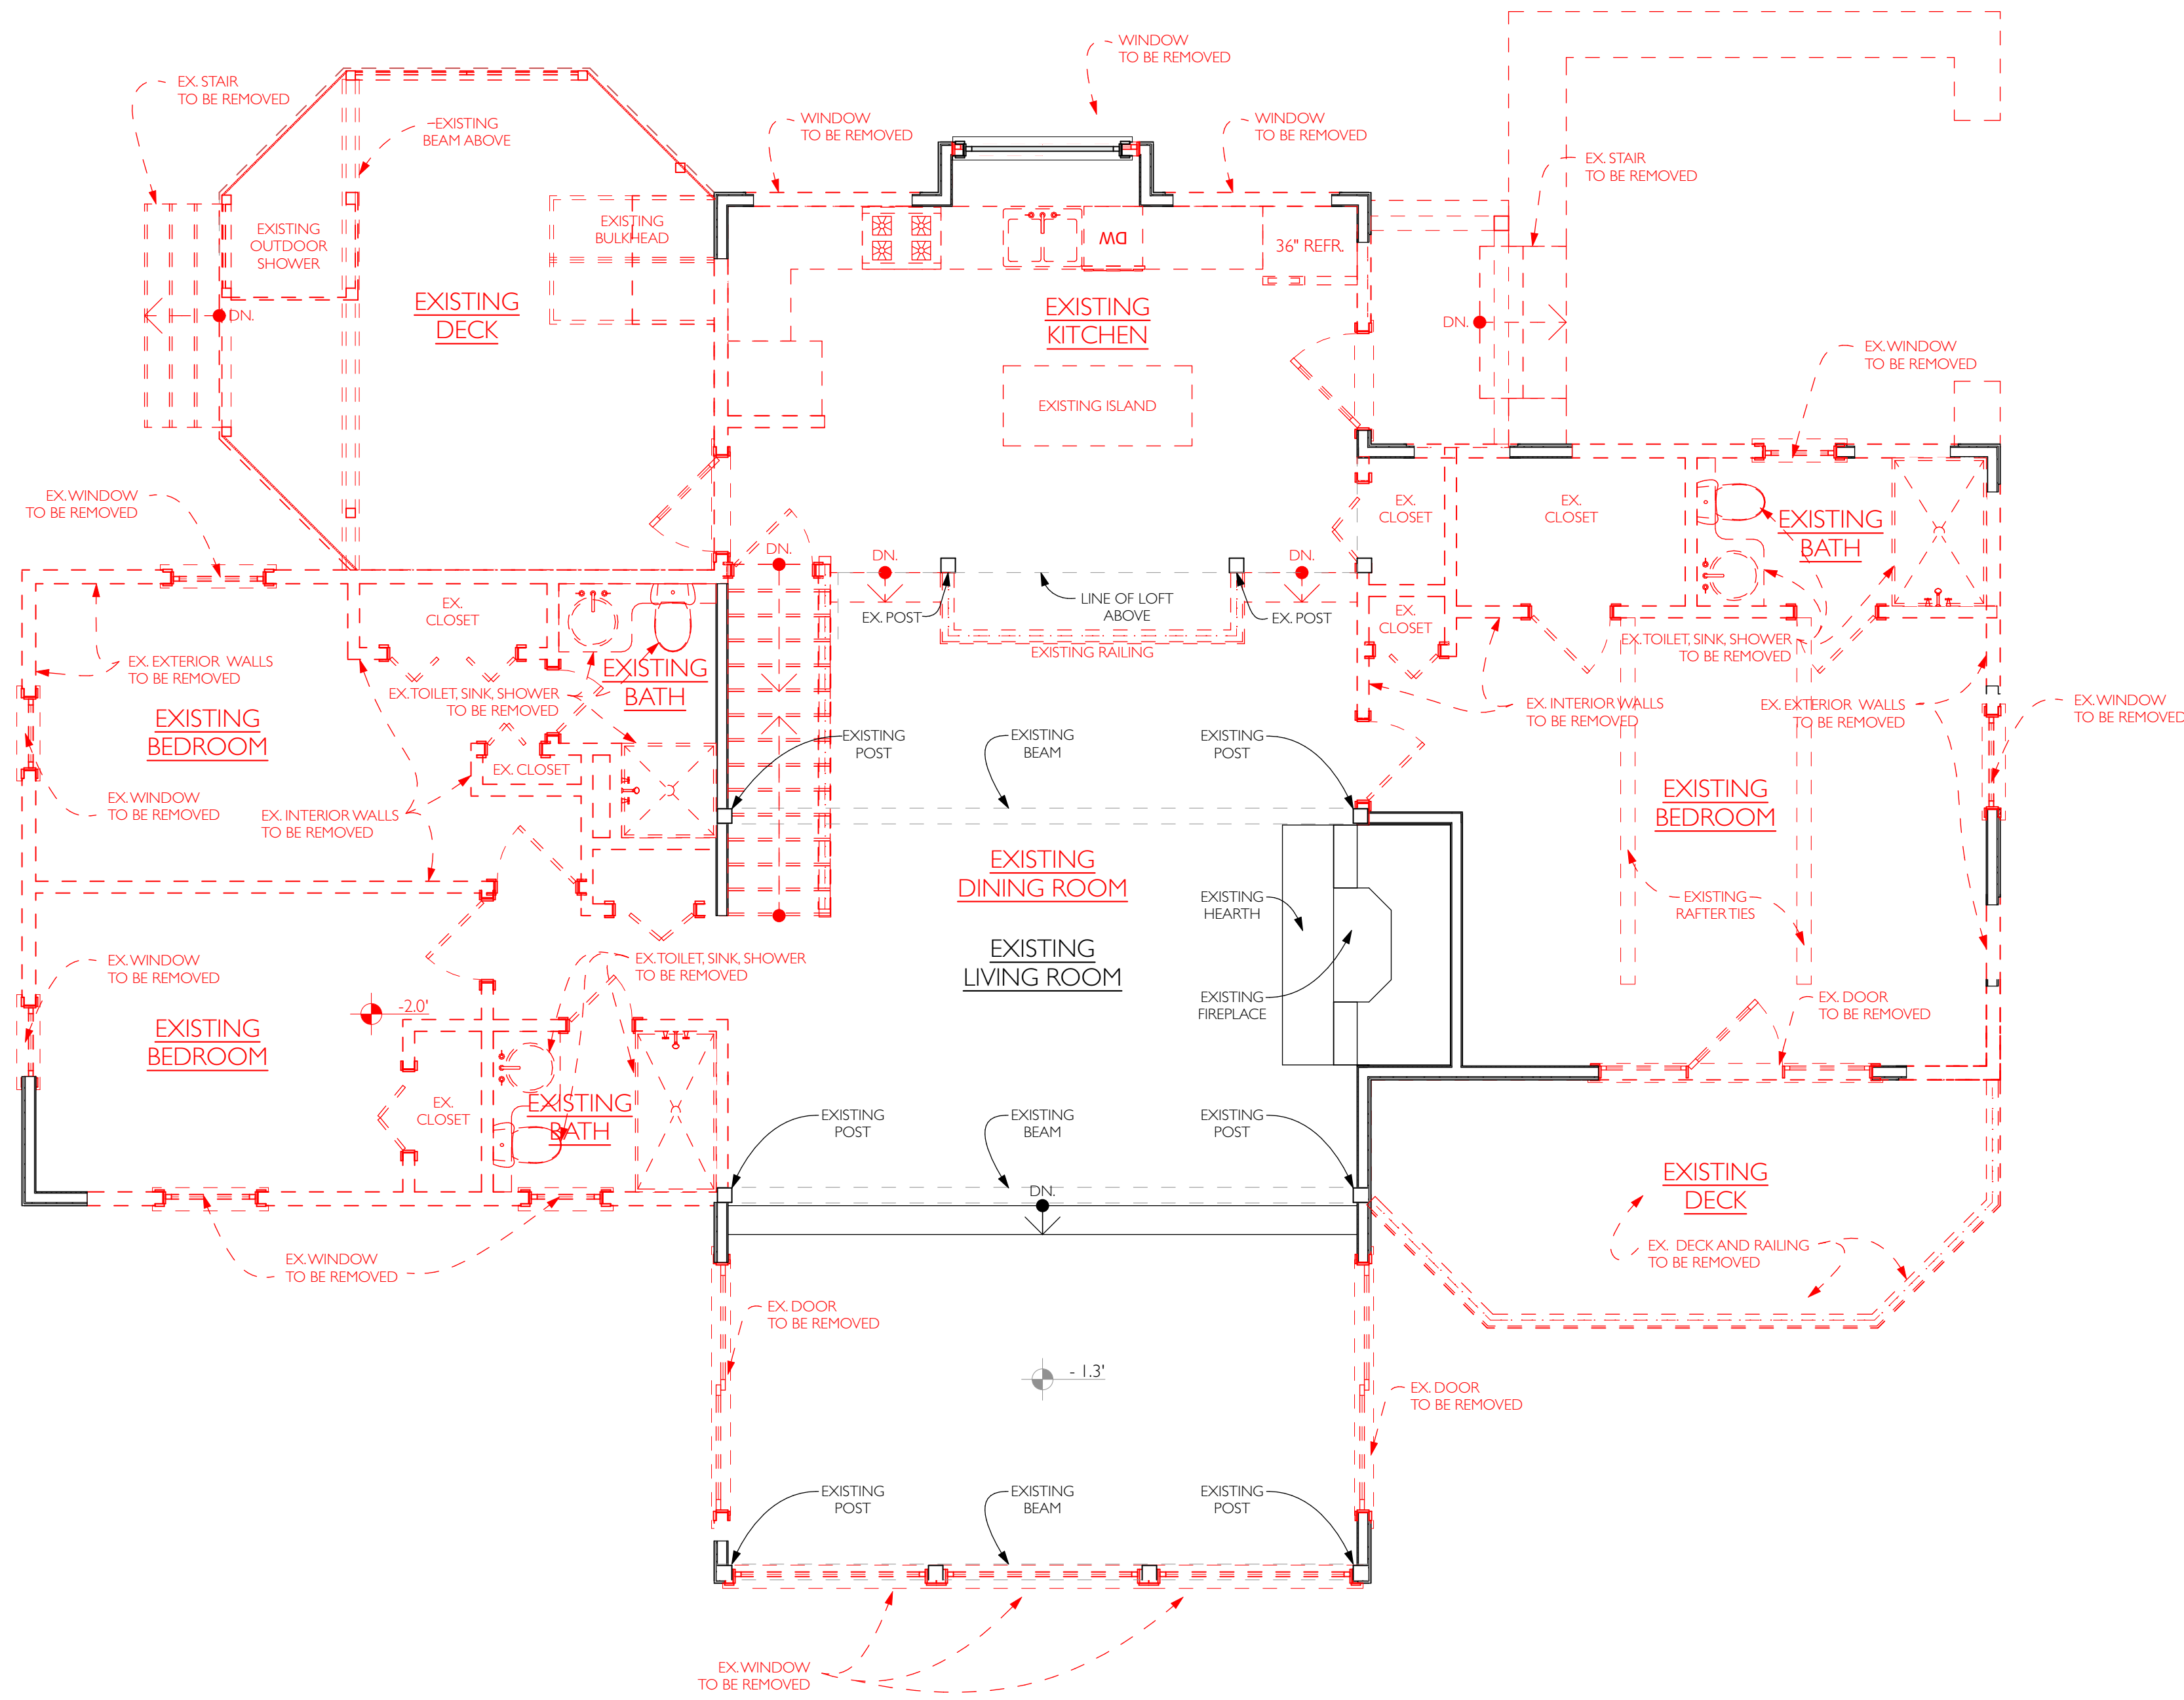 WINDOW
TO BE REMOVED
EX. STAIR
TO BE REMOVED
EXISTING
BEAM ABOVE
WINDOW
TO BE REMOVED
WINDOW
TO BE REMOVED
EX. STAIR
TO BE REMOVED
EXISTING
OUTDOOR
SHOWER
EXISTING
BULKHEAD
DW
36" REFR.
EXISTING
DECK
DN.
EXISTING
KITCHEN
DN.
EX. WINDOW
TO BE REMOVED
EXISTING ISLAND
EX. WINDOW
TO BE REMOVED
EX.
CLOSET
EX.
CLOSET
EXISTING
BATH
DN.
DN.
DN.
EX.
CLOSET
EX. POST
LINE OF LOFT
ABOVE
EX. POST
EX.
CLOSET
EXISTING RAILING
EX. TOILET, SINK, SHOWER
TO BE REMOVED
EX. EXTERIOR WALLS
TO BE REMOVED
EXISTING
BATH
EX. TOILET, SINK, SHOWER
TO BE REMOVED
EX. INTERIOR WALLS
TO BE REMOVED
EX. EXTERIOR WALLS
TO BE REMOVED
EX. WINDOW
TO BE REMOVED
EXISTING
BEDROOM
EXISTING
POST
EXISTING
BEAM
EXISTING
POST
EX. CLOSET
EX. WINDOW
TO BE REMOVED
EX. INTERIOR WALLS
TO BE REMOVED
EXISTING
BEDROOM
EXISTING
DINING ROOM
EXISTING
HEARTH
EXISTING
RAFTER TIES
EXISTING
LIVING ROOM
EX. WINDOW
TO BE REMOVED
EX. TOILET, SINK, SHOWER
TO BE REMOVED
EXISTING
FIREPLACE
EX. DOOR
TO BE REMOVED
-2.0'
EXISTING
BEDROOM
EX.
CLOSET
EXISTING
BATH
EXISTING
POST
EXISTING
BEAM
EXISTING
POST
EXISTING
DECK
DN.
EX. DECK AND RAILING
TO BE REMOVED
EX. WINDOW
TO BE REMOVED
EX. DOOR
TO BE REMOVED
- 1.3'
EX. DOOR
TO BE REMOVED
EXISTING
POST
EXISTING
BEAM
EXISTING
POST
EX. WINDOW
TO BE REMOVED